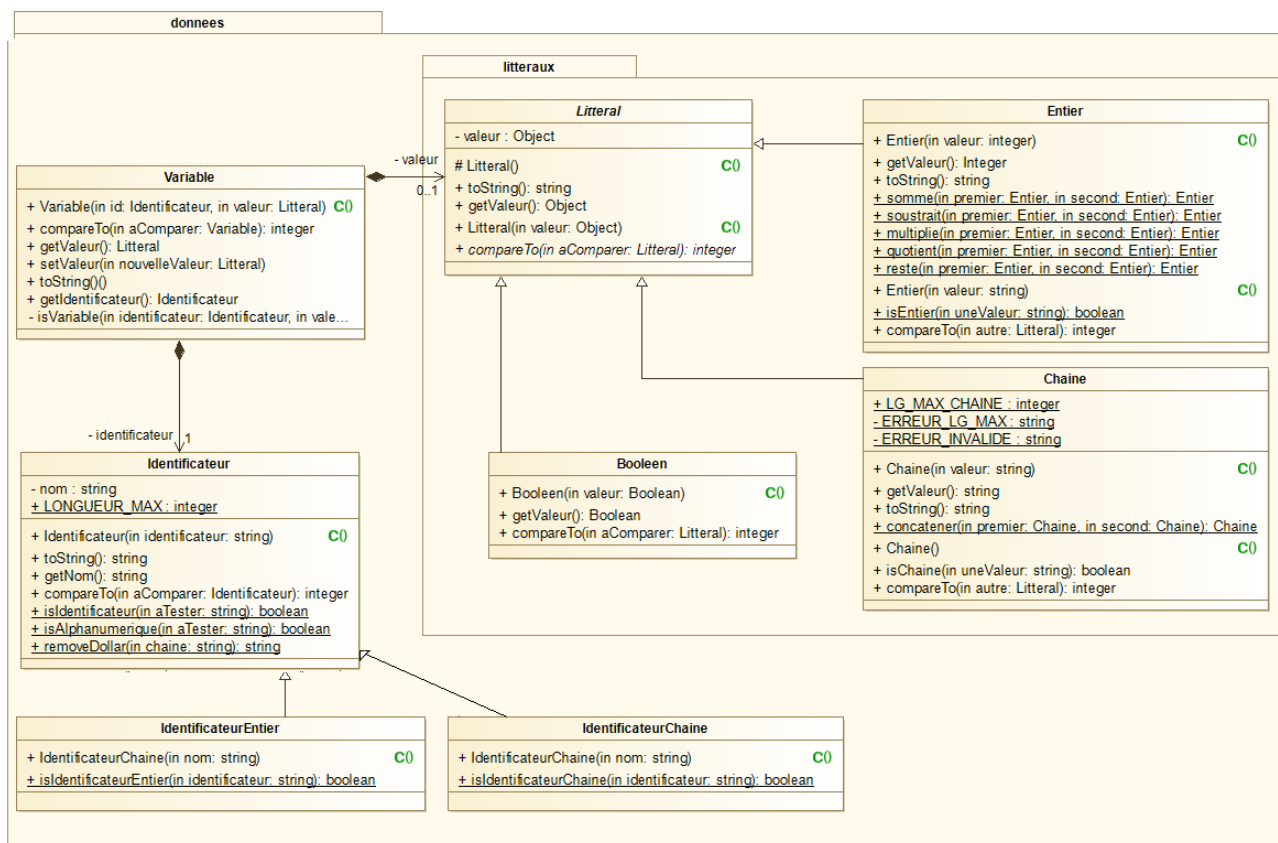 donnees
litteraux
Litteral
- valeur : Object
# Litteral() C()
+ toString(): string
+ getValeur(): Object
+ Litteral(in valeur: Object) C()
+ compareTo(in aComparer: Litteral): integer
Entier
+ Entier(in valeur: integer) C()
+ getValeur(): Integer
+ toString(): string
+ somme(in premier: Entier, in second: Entier): Entier
+ soustrait(in premier: Entier, in second: Entier): Entier
+ multiplie(in premier: Entier, in second: Entier): Entier
+ quotient(in premier: Entier, in second: Entier): Entier
+ reste(in premier: Entier, in second: Entier): Entier
+ Entier(in valeur: string) C()
+ isEntier(in uneValeur: string): boolean
+ compareTo(in autre: Litteral): integer
- valeur
0..1
Variable
+ Variable(in id: Identificateur, in valeur: Litteral) C()
+ compareTo(in aComparer: Variable): integer
+ getValeur(): Litteral
+ setValeur(in nouvelleValeur: Litteral)
+ toString()()
+ getIdentificateur(): Identificateur
- isVariable(in identificateur: Identificateur, in vale...
Chaine
+ LG_MAX_CHAINE : integer
- ERREUR_LG_MAX : string
- ERREUR_INVALIDE : string
+ Chaine(in valeur: string) C()
+ getValeur(): string
+ toString(): string
+ concatener(in premier: Chaine, in second: Chaine): Chaine
+ Chaine() C()
+ isChaine(in uneValeur: string): boolean
+ compareTo(in autre: Litteral): integer
- identificateur
1
Identificateur
- nom : string
+ LONGUEUR_MAX : integer
+ Identificateur(in identificateur: string) C()
+ toString(): string
+ getNom(): string
+ compareTo(in aComparer: Identificateur): integer
+ isIdentificateur(in aTester: string): boolean
+ isAlphanumerique(in aTester: string): boolean
+ removeDollar(in chaine: string): string
Booleen
+ Booleen(in valeur: Boolean) C()
+ getValeur(): Boolean
+ compareTo(in aComparer: Litteral): integer
IdentificateurEntier
+ IdentificateurChaine(in nom: string) C()
+ isIdentificateurEntier(in identificateur: string): boolean
IdentificateurChaine
+ IdentificateurChaine(in nom: string) C()
+ isIdentificateurChaine(in identificateur: string): boolean